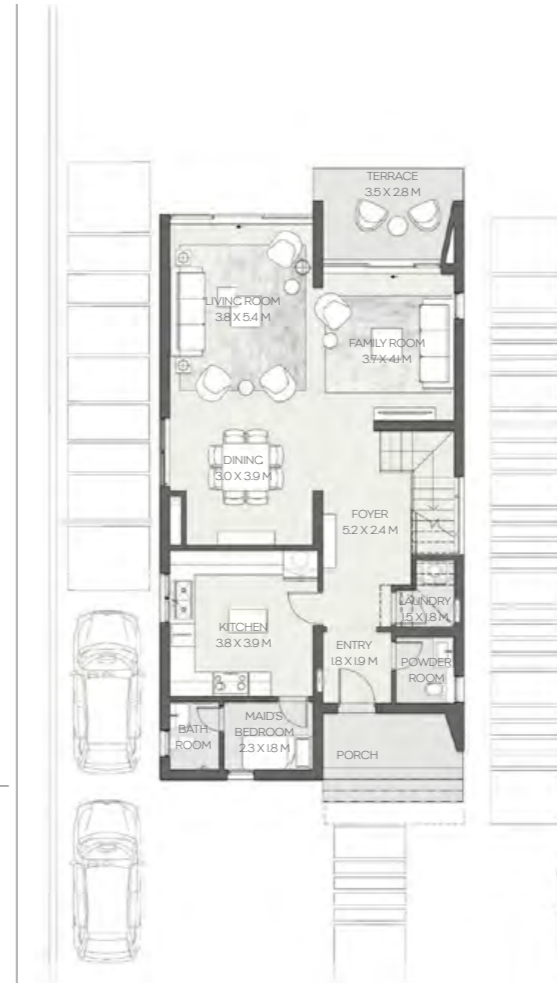 TERRACE
3.5 X 2.8 M
LIVING ROOM
3.8 X 5.4 M
FAMILY ROOM
3.7 X 4.1 M
DINING
3.0 X 3.9 M
FOYER
5.2 X 2.4 M
LAUNDRY
1.5 X 1.8 M
KITCHEN
3.8 X 3.9 M
ENTRY
1.8 X 1.9 M
POWDER
ROOM
BATH
ROOM
MAID'S
BEDROOM
2.3 X 1.8 M
PORCH